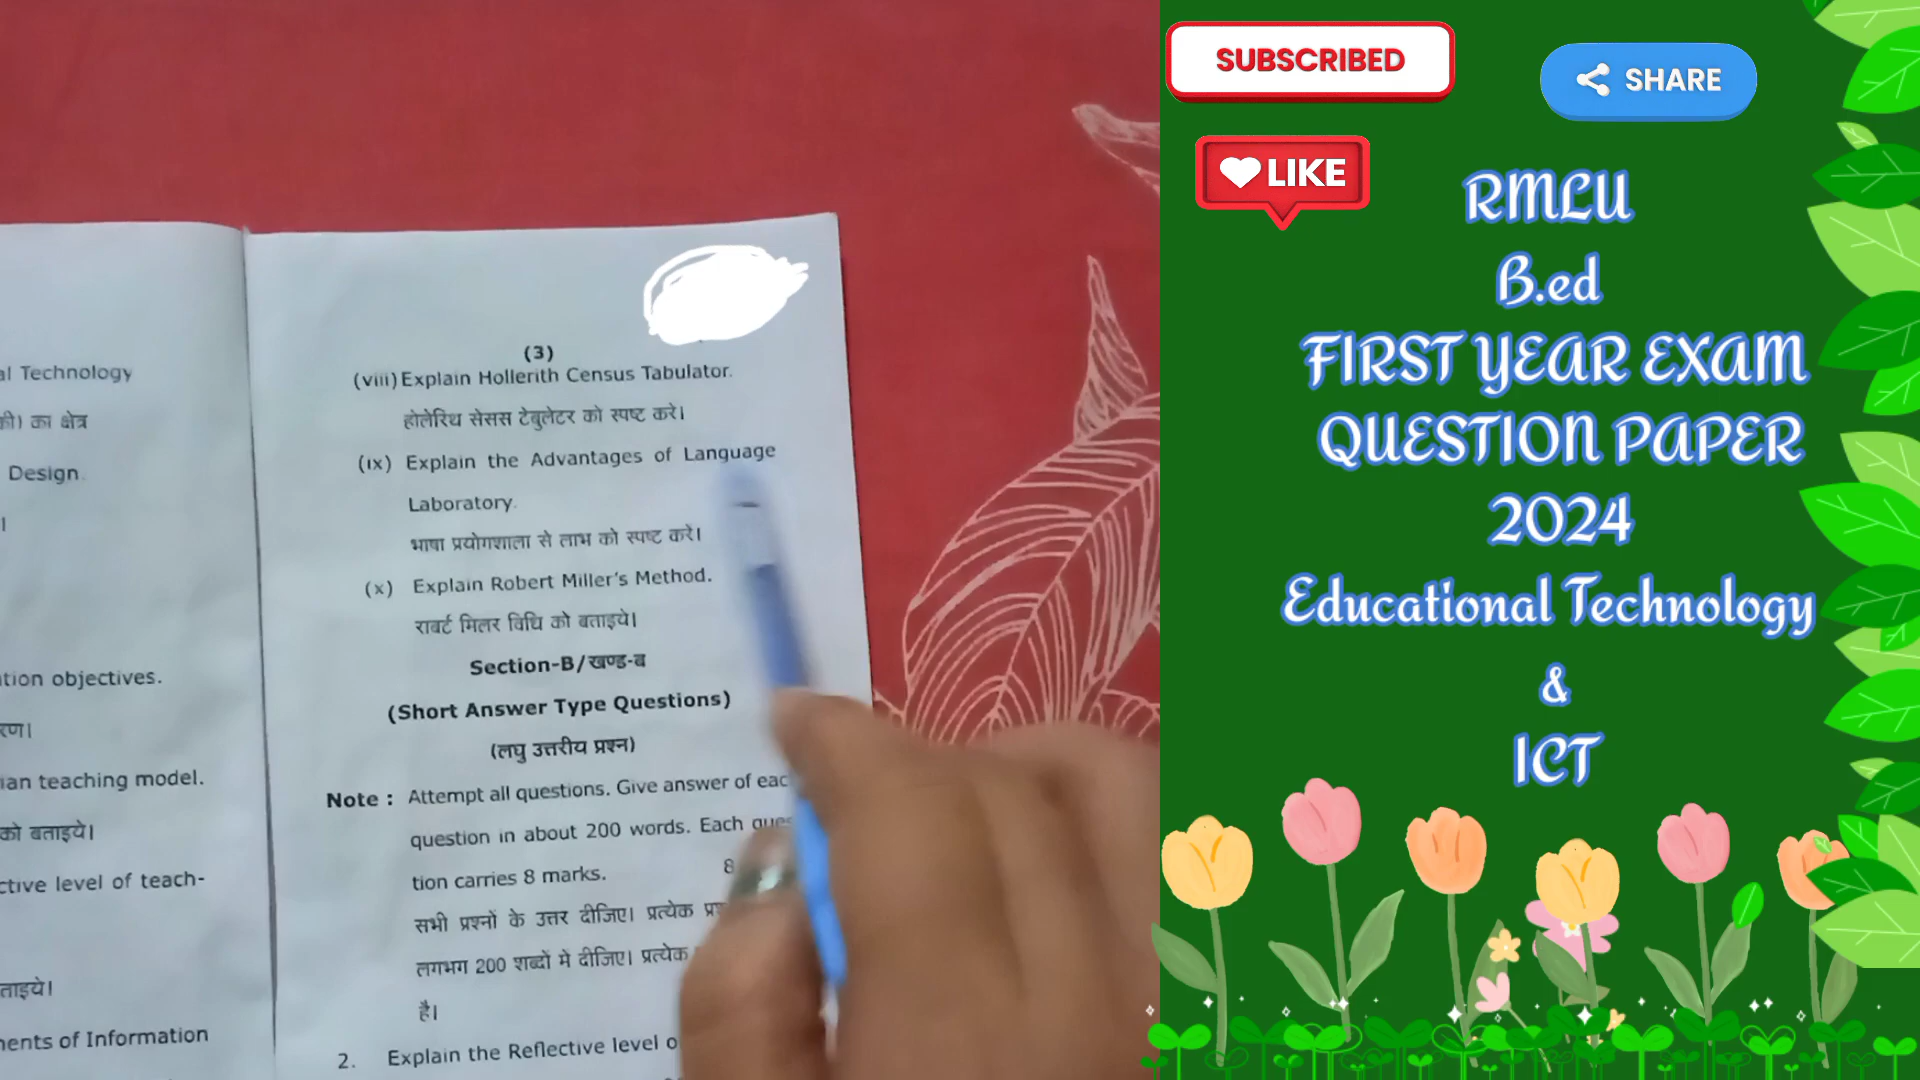 al Technology
का क्षेत्र
Design.
tion objectives.
ian teaching model.
को बताइये।
ctive level of teach-
ताइये।
ents of Information
(3)
(viii) Explain Hollerith Census Tabulator.
होलेरिथ सेसस टेबुलेटर को स्पष्ट करे।
(ix) Explain the Advantages of Language
Laboratory.
भाषा प्रयोगशाला से लाभ को स्पष्ट करे।
(x) Explain Robert Miller's Method.
राबर्ट मिलर विधि को बताइये।
Section-B/खण्ड-ब
(Short Answer Type Questions)
(लघु उत्तरीय प्रश्न)
Note : Attempt all questions. Give answer of eac
question in about 200 words. Each ques
tion carries 8 marks. 8
सभी प्रश्नों के उत्तर दीजिए। प्रत्येक
लगभग 200 शब्दों में दीजिए। प्रत्येक
है।
2. Explain the Reflective level o
SUBSCRIBED
SHARE
LIKE
RMLU
B.ed
FIRST YEAR EXAM
QUESTION PAPER
2024
Educational Technology
&
ICT